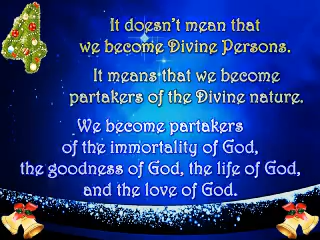 4
It doesn't mean that
we become Divine Persons.
It means that we become
partakers of the Divine nature.
We become partakers
of the immortality of God,
the goodness of God, the life of God,
and the love of God.